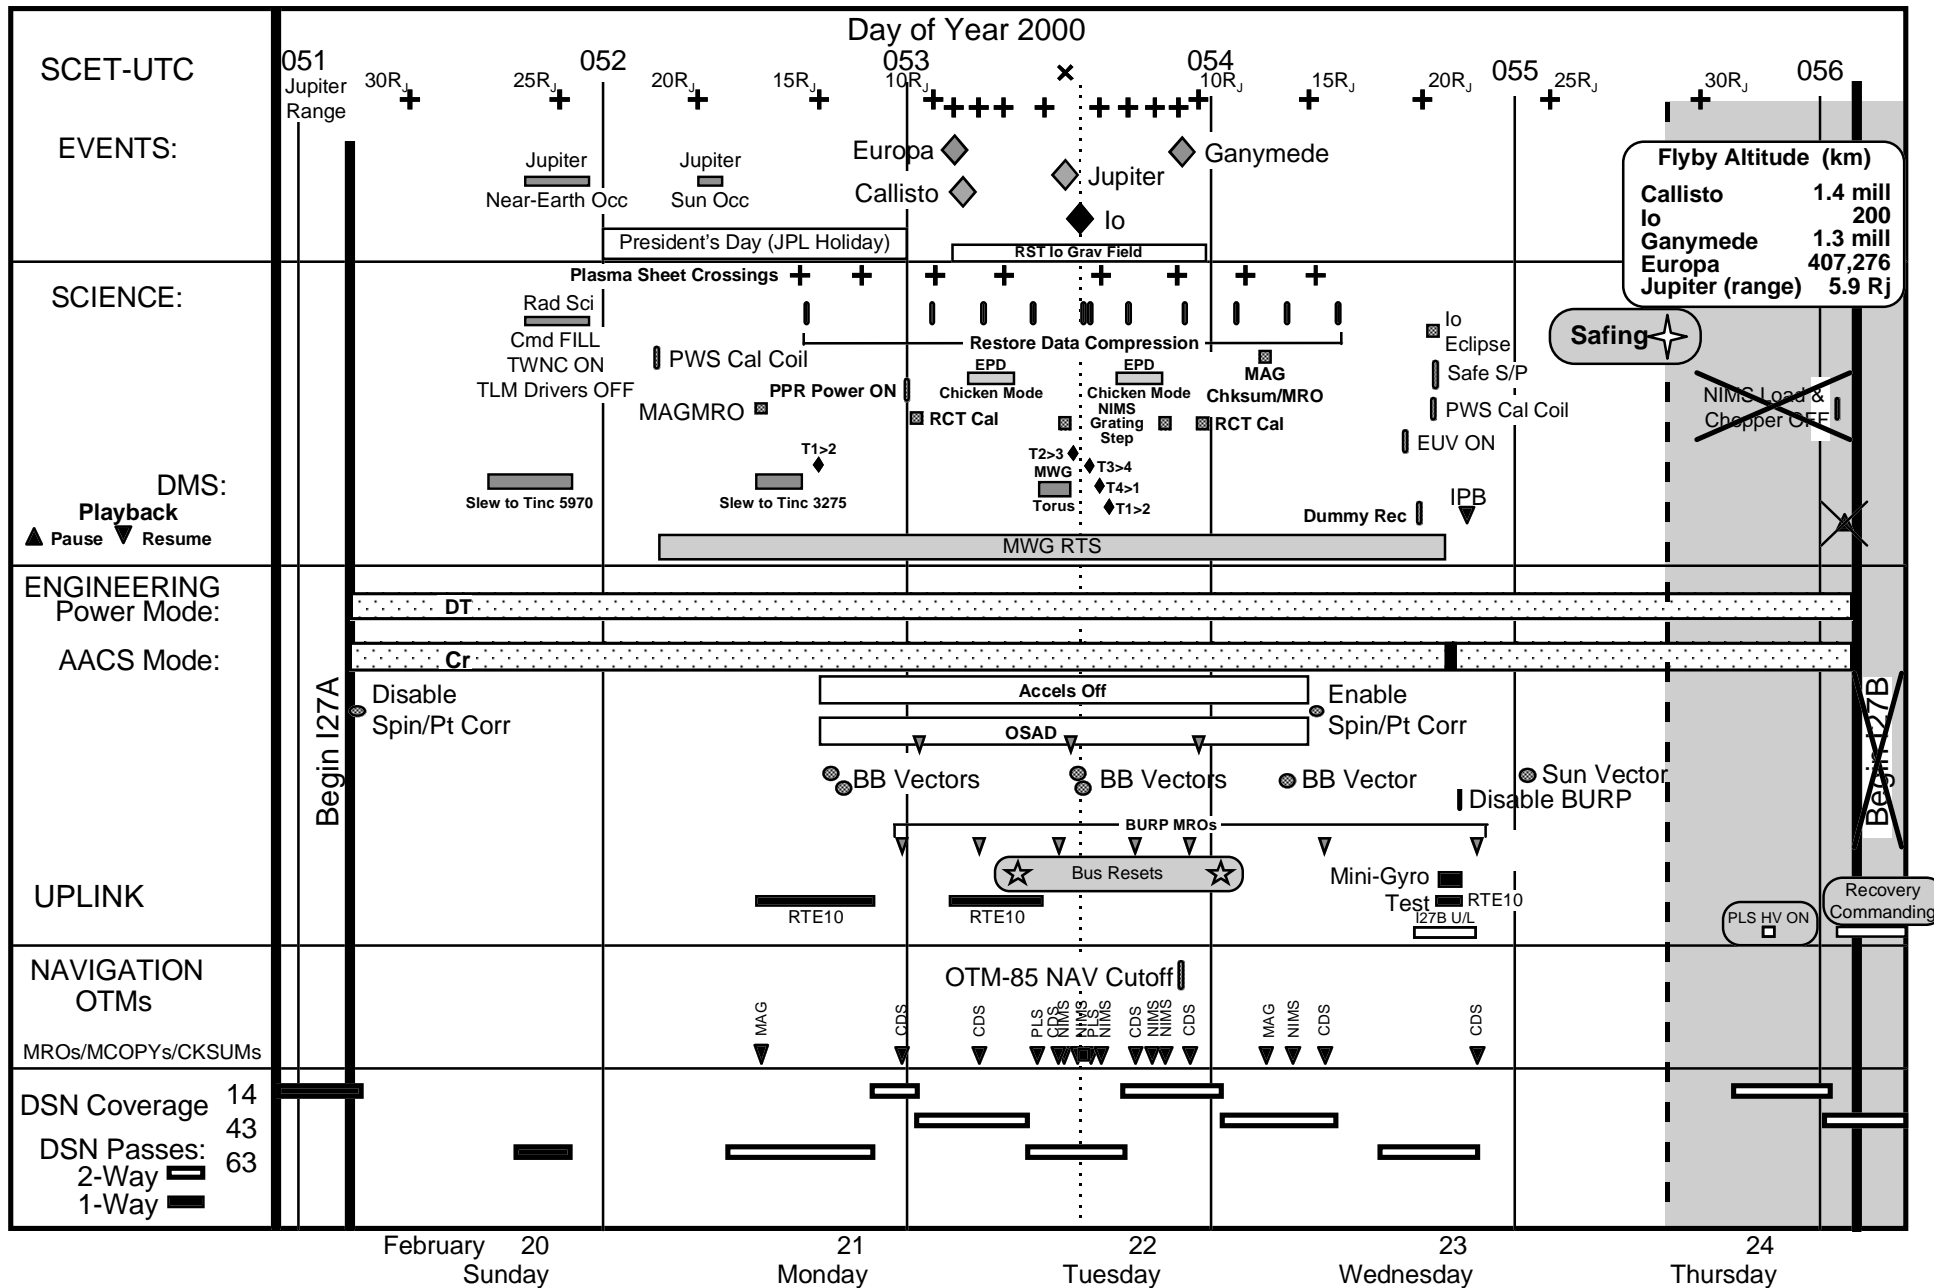 Day of Year 2000
SCET-UTC
051
052
053
054
055
056
Jupiter
Range
30RJ
25RJ
20RJ
15RJ
10RJ
10RJ
15RJ
20RJ
25RJ
30RJ
EVENTS:
Jupiter
Near-Earth Occ
Jupiter
Sun Occ
Europa
Callisto
Jupiter
Io
Ganymede
President's Day (JPL Holiday)
RST Io Grav Field
Flyby Altitude (km)
Callisto 1.4 mill
Io 200
Ganymede 1.3 mill
Europa 407,276
Jupiter (range) 5.9 Rj
SCIENCE:
Plasma Sheet Crossings
Rad Sci
Cmd FILL
TWNC ON
TLM Drivers OFF
PWS Cal Coil
MAGMRO
Restore Data Compression
PPR Power ON
EPD
Chicken Mode
EPD
Chicken Mode
RCT Cal
NIMS
Grating
Step
RCT Cal
MAG
Chksum/MRO
Io
Eclipse
Safe S/P
PWS Cal Coil
EUV ON
Safing
NIMS Load &
Chopper OFF
DMS:
Playback
Pause
Resume
Slew to Tinc 5970
Slew to Tinc 3275
T1>2
T2>3
MWG
Torus
T3>4
T4>1
T1>2
Dummy Rec
IPB
MWG RTS
ENGINEERING
Power Mode:
DT
AACS Mode:
Cr
Begin I27A
Disable
Spin/Pt Corr
Accels Off
OSAD
Enable
Spin/Pt Corr
BB Vectors
BB Vectors
BB Vector
Sun Vector
Disable BURP
Begin I27B
BURP MROs
Bus Resets
Mini-Gyro
Test
UPLINK
RTE10
RTE10
RTE10
I27B U/L
PLS HV ON
Recovery
Commanding
NAVIGATION
OTMs
OTM-85 NAV Cutoff
MROs/MCOPYs/CKSUMs
MAG
CDS
CDS
PLS
CDS
NIMS
NIMS
PLS
NIMS
CDS
NIMS
NIMS
CDS
MAG
NIMS
CDS
CDS
DSN Coverage
14
43
63
DSN Passes:
2-Way
1-Way
February 20
Sunday
21
Monday
22
Tuesday
23
Wednesday
24
Thursday